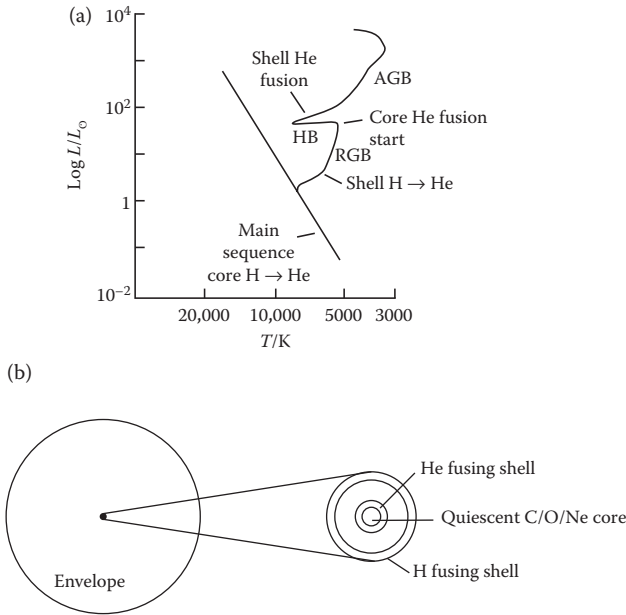 (a)
10⁴
10²
1
10⁻²
Log L/L⊙
Shell He
fusion
AGB
HB
Core He fusion
start
RGB
Shell H → He
Main
sequence
core H → He
20,000
10,000
5000
3000
T/K
(b)
He fusing shell
Quiescent C/O/Ne core
H fusing shell
Envelope